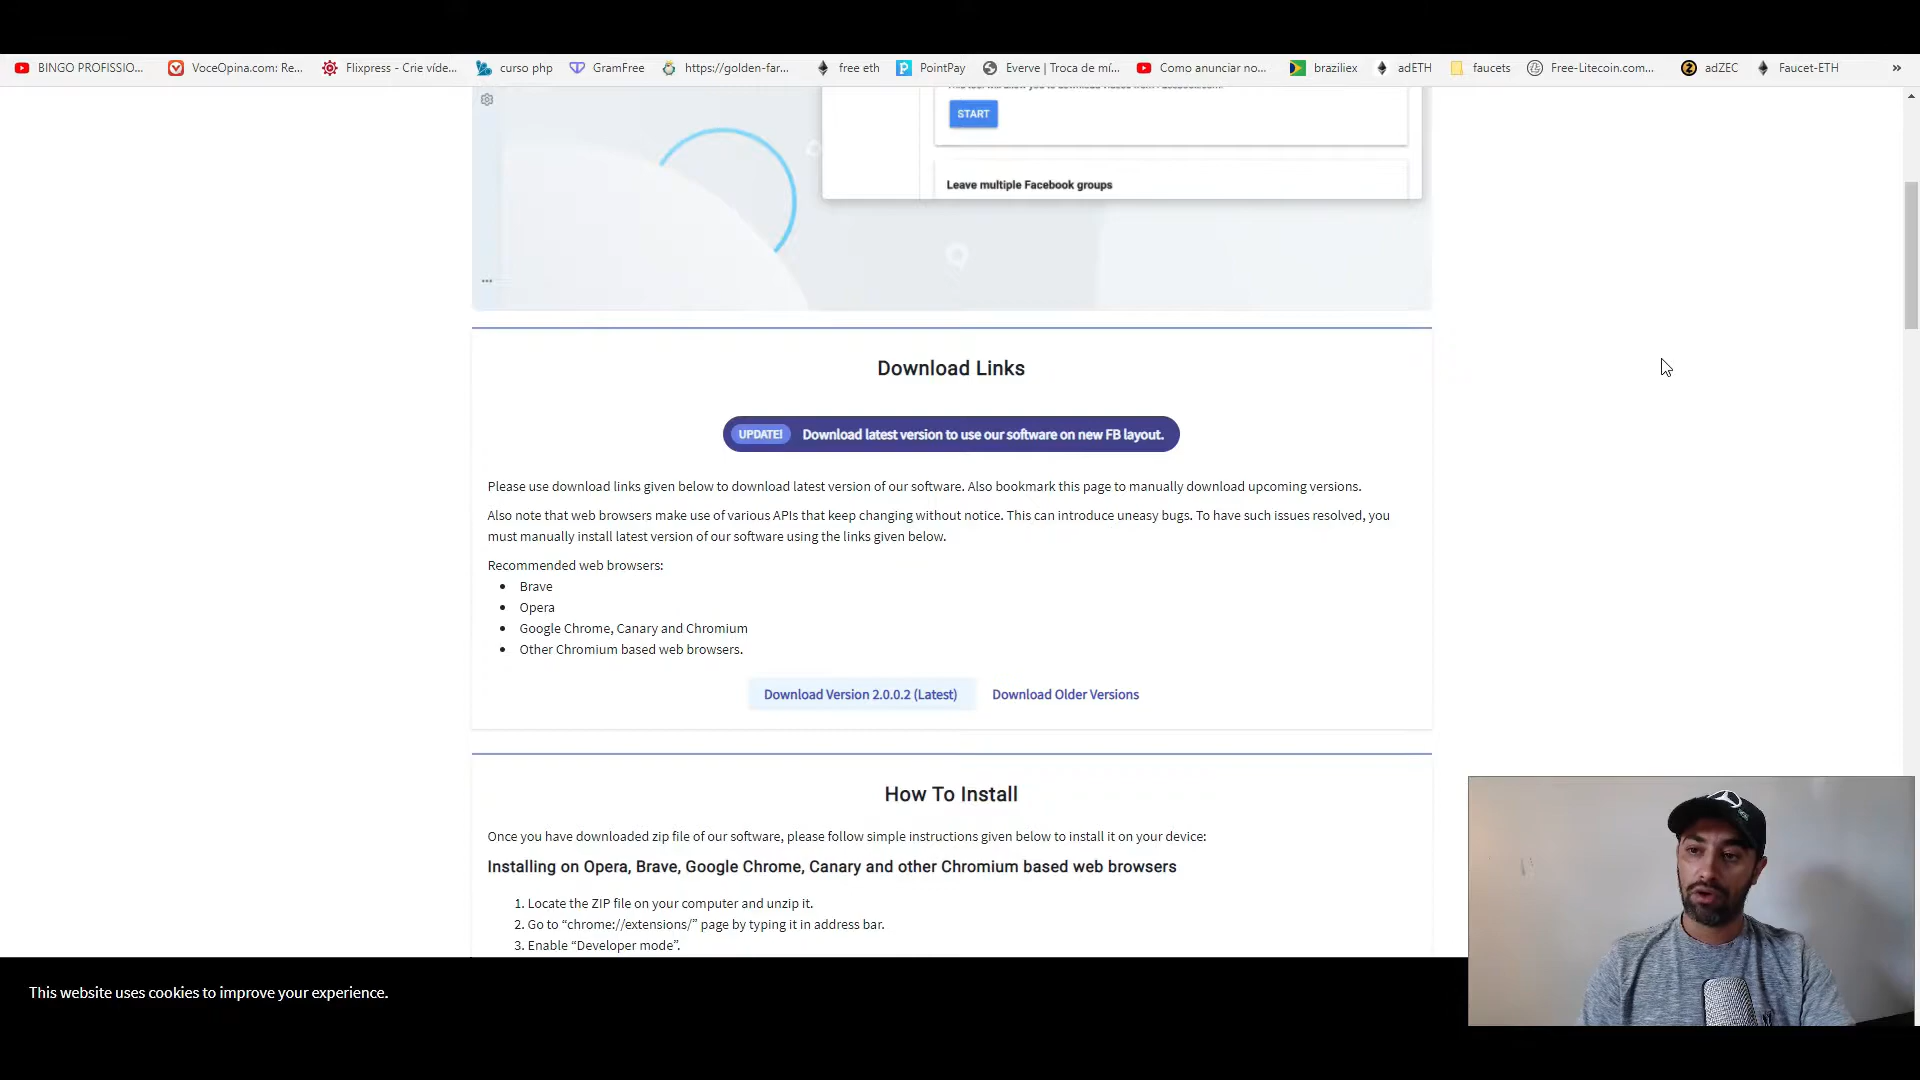 BINGO PROFISSIO... VoceOpina.com: Re... Flixpress - Crie víde... curso php GramFree https://golden-far... free eth PointPay Everve | Troca de mí... Como anunciar no... braziliex adETH faucets Free-Litecoin.com... adZEC Faucet-ETH »
START
Leave multiple Facebook groups
Download Links
UPDATE! Download latest version to use our software on new FB layout.
Please use download links given below to download latest version of our software. Also bookmark this page to manually download upcoming versions.
Also note that web browsers make use of various APIs that keep changing without notice. This can introduce uneasy bugs. To have such issues resolved, you
must manually install latest version of our software using the links given below.
Recommended web browsers:
• Brave
• Opera
• Google Chrome, Canary and Chromium
• Other Chromium based web browsers.
Download Version 2.0.0.2 (Latest) Download Older Versions
How To Install
Once you have downloaded zip file of our software, please follow simple instructions given below to install it on your device:
Installing on Opera, Brave, Google Chrome, Canary and other Chromium based web browsers
1. Locate the ZIP file on your computer and unzip it.
2. Go to “chrome://extensions/” page by typing it in address bar.
3. Enable “Developer mode”.
This website uses cookies to improve your experience.